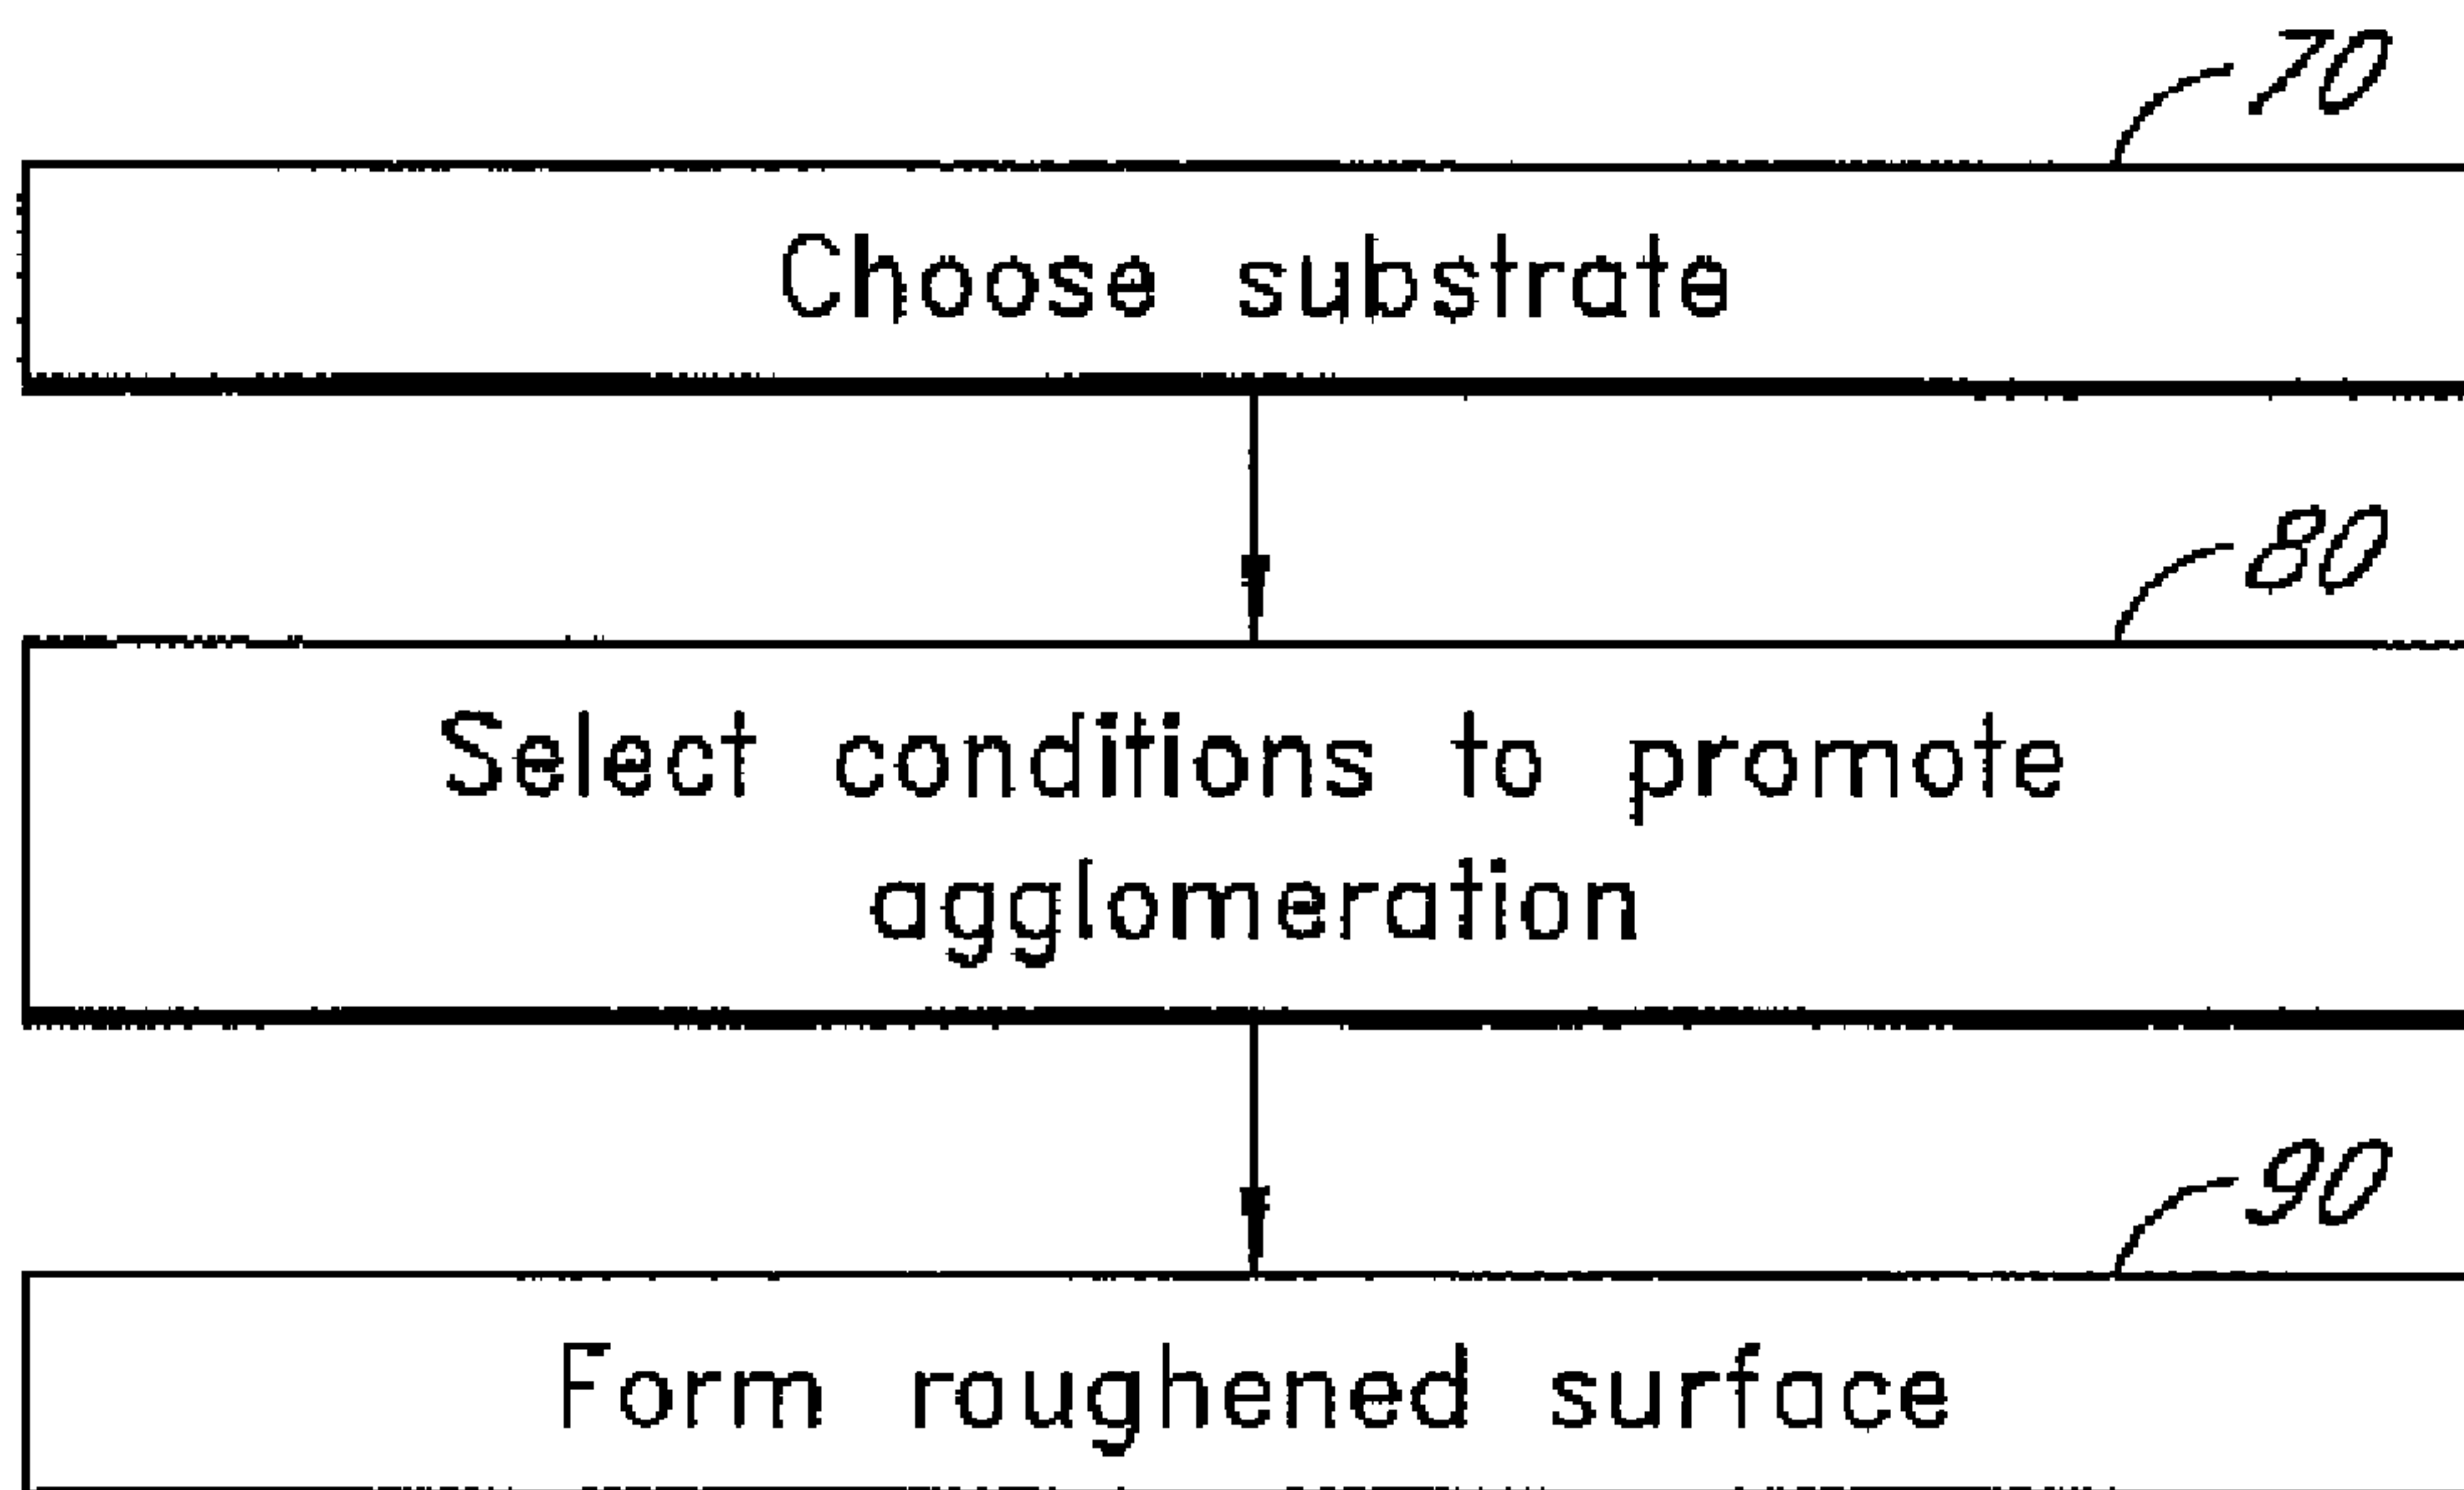 70
Choose substrate
80
Select conditions to promote
agglomeration
90
Form roughened surface